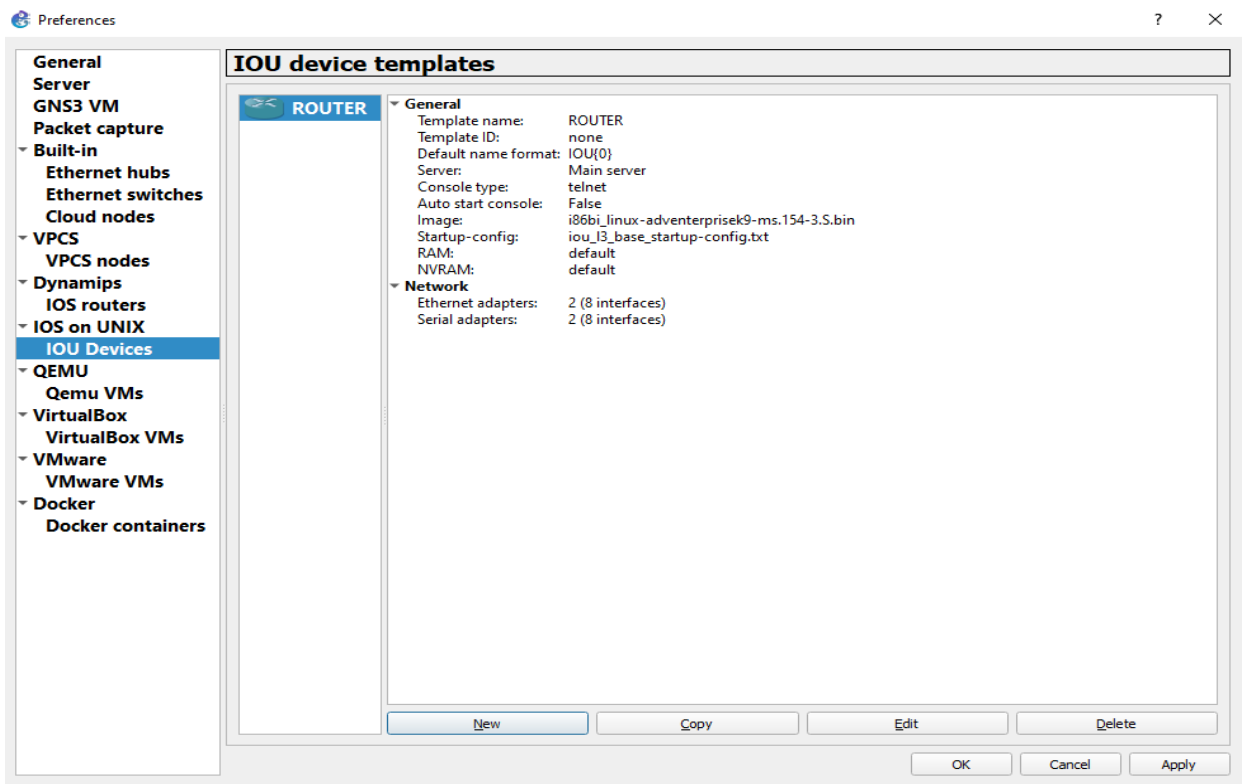 Preferences
?
General
Server
GNS3 VM
Packet capture
Built-in
Ethernet hubs
Ethernet switches
Cloud nodes
VPCS
VPCS nodes
Dynamips
IOS routers
IOS on UNIX
IOU Devices
QEMU
Qemu VMs
VirtualBox
VirtualBox VMs
VMware
VMware VMs
Docker
Docker containers
IOU device templates
ROUTER
General
Template name: ROUTER
Template ID: none
Default name format: IOU{0}
Server: Main server
Console type: telnet
Auto start console: False
Image: i86bi_linux-adventerprisek9-ms.154-3.S.bin
Startup-config: iou_l3_base_startup-config.txt
RAM: default
NVRAM: default
Network
Ethernet adapters: 2 (8 interfaces)
Serial adapters: 2 (8 interfaces)
New Copy Edit Delete
OK Cancel Apply